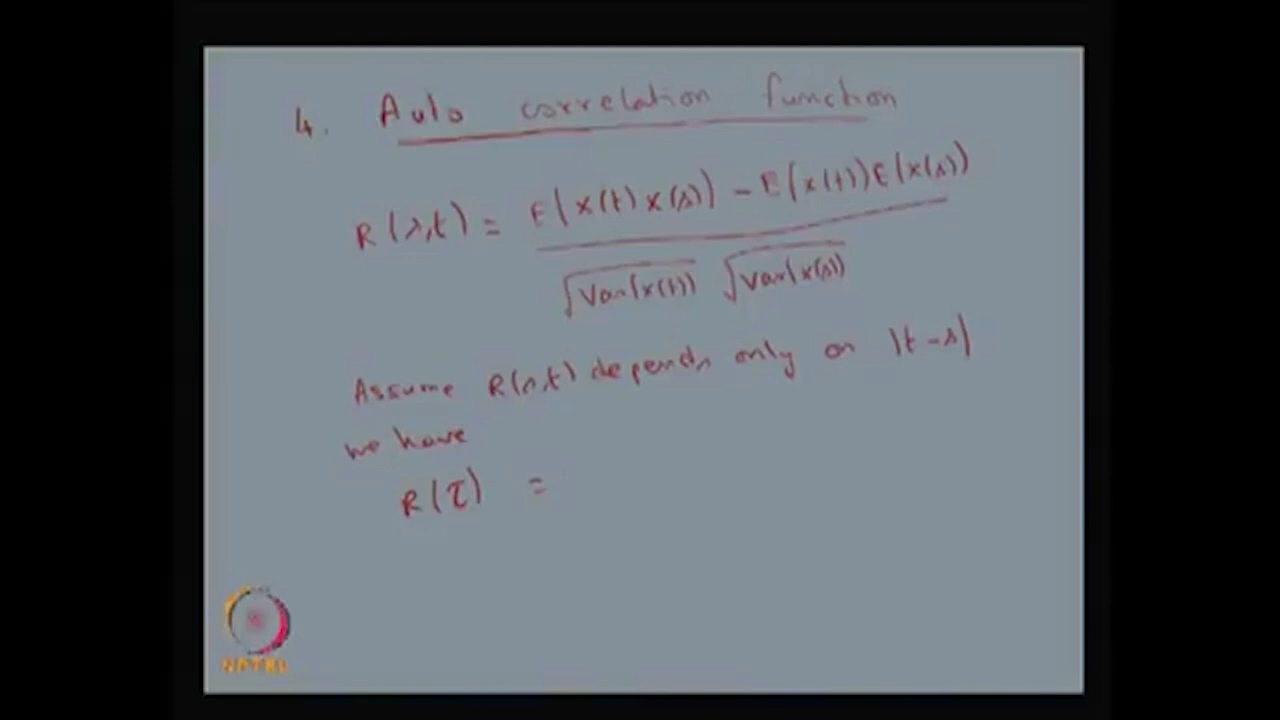 4. Auto correlation function
R(s,t) = E(x(t)x(s)) - E(x(t))E(x(s))
√Var(x(t)) √Var(x(s))
Assume R(s,t) depends only on |t-s|
we have
R(τ) =
NPTEL